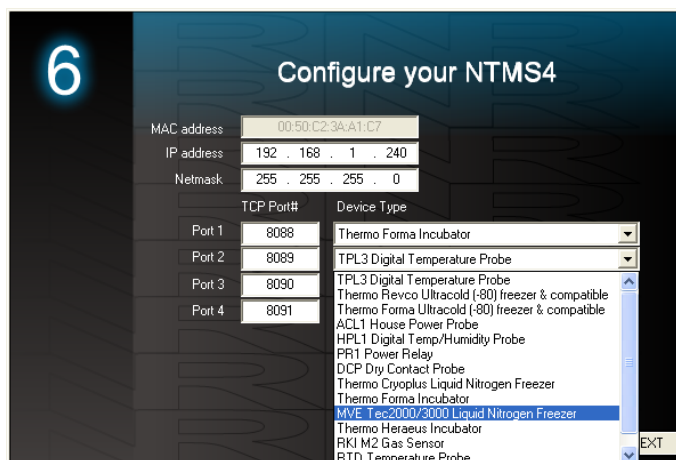 6
Configure your NTMS4
MAC address 00:50:C2:3A:A1:C7
IP address 192 . 168 . 1 . 240
Netmask 255 . 255 . 255 . 0
TCP Port# Device Type
Port 1 8088 Thermo Forma Incubator
Port 2 8089 TPL3 Digital Temperature Probe
Port 3 8090
Port 4 8091
TPL3 Digital Temperature Probe
Thermo Revco Ultracold (-80) freezer & compatible
Thermo Forma Ultracold (-80) freezer & compatible
ACL1 House Power Probe
HPL1 Digital Temp/Humidity Probe
PR1 Power Relay
DCP Dry Contact Probe
Thermo Cryoplus Liquid Nitrogen Freezer
Thermo Forma Incubator
MVE Tec2000/3000 Liquid Nitrogen Freezer
Thermo Heraeus Incubator
RKI M2 Gas Sensor
RTD Temperature Probe
EXT